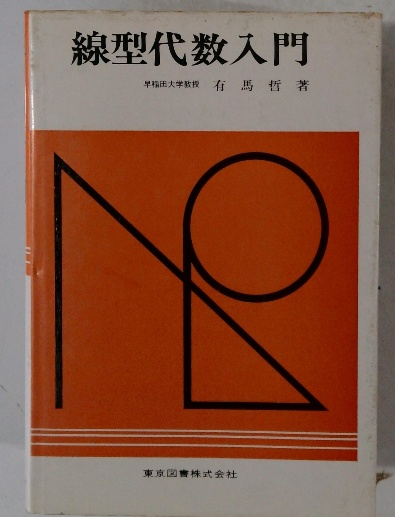 線型代数入門
早稲田大学教授 有馬哲著
東京図書株式会社